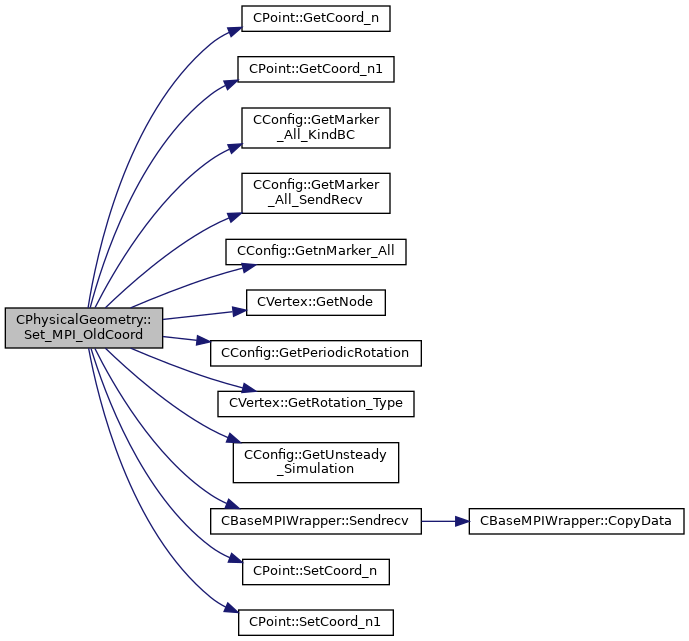 CPoint::GetCoord_n
CPoint::GetCoord_n1
CConfig::GetMarker
_All_KindBC
CConfig::GetMarker
_All_SendRecv
CConfig::GetnMarker_All
CPhysicalGeometry::
Set_MPI_OldCoord
CVertex::GetNode
CConfig::GetPeriodicRotation
CVertex::GetRotation_Type
CConfig::GetUnsteady
_Simulation
CBaseMPIWrapper::Sendrecv
CBaseMPIWrapper::CopyData
CPoint::SetCoord_n
CPoint::SetCoord_n1